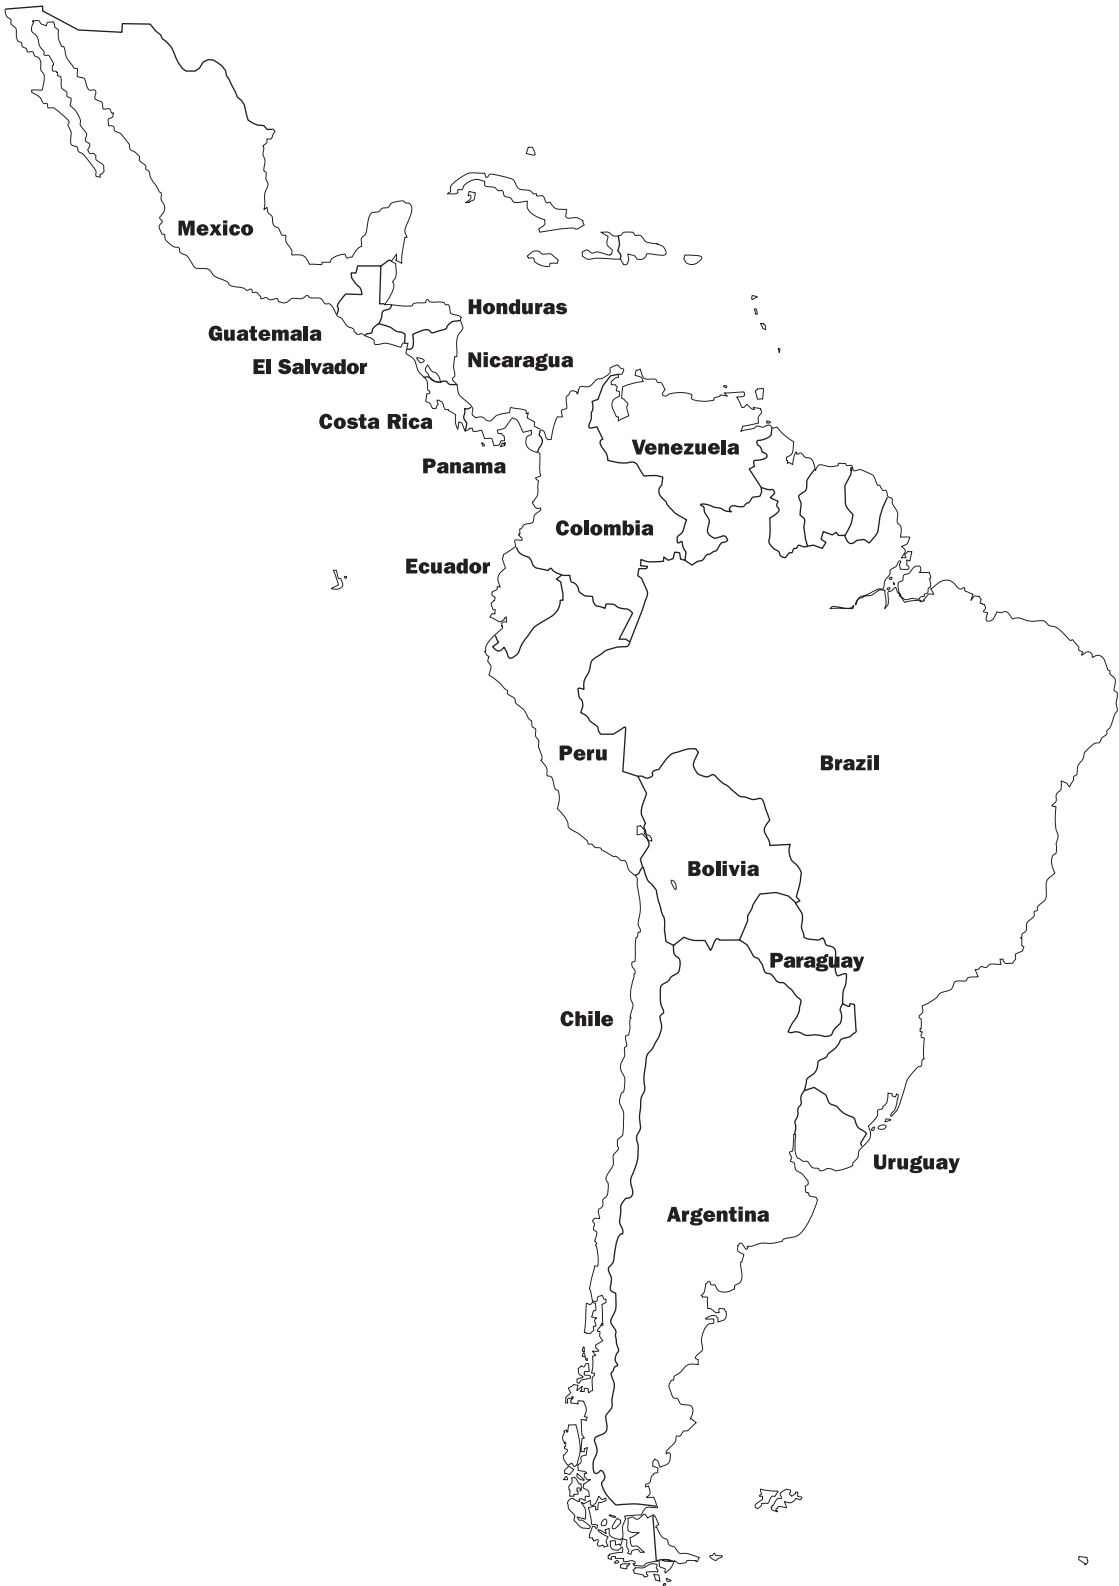 Mexico
Honduras
Guatemala
Nicaragua
El Salvador
Costa Rica
Venezuela
Panama
Colombia
Ecuador
Peru
Brazil
Bolivia
Paraguay
Chile
Uruguay
Argentina